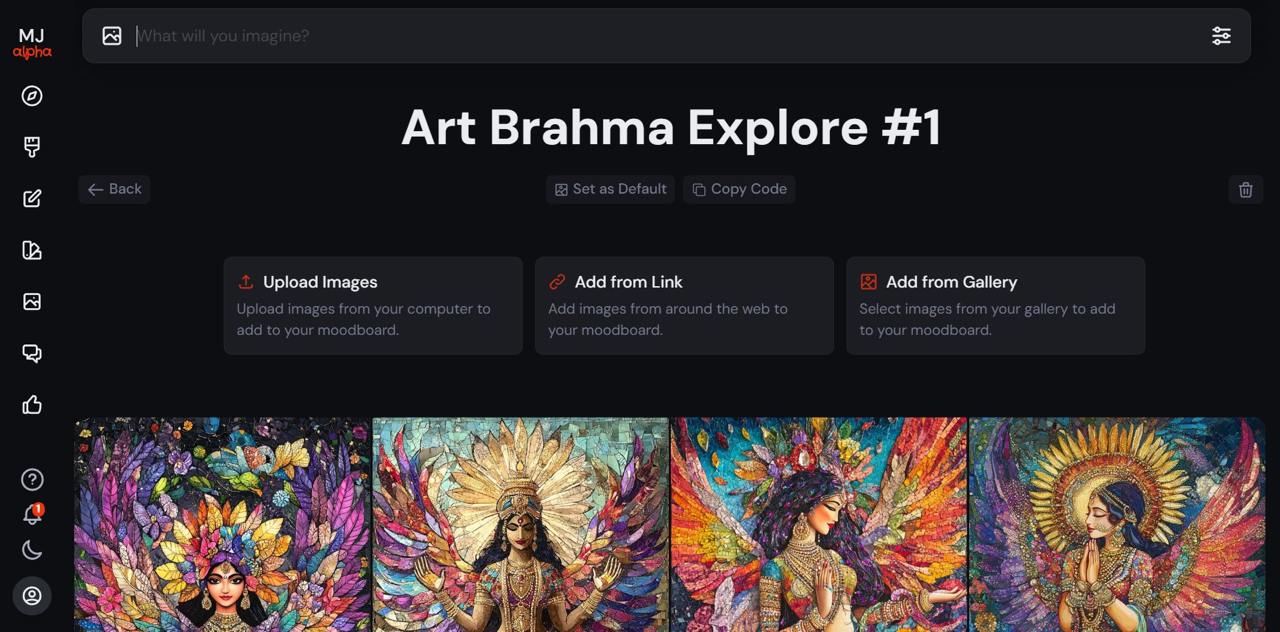 MJ
alpha
What will you imagine?
Art Brahma Explore #1
Back
Set as Default
Copy Code
Upload Images
Upload images from your computer to
add to your moodboard.
Add from Link
Add images from around the web to
your moodboard.
Add from Gallery
Select images from your gallery to add
to your moodboard.
1